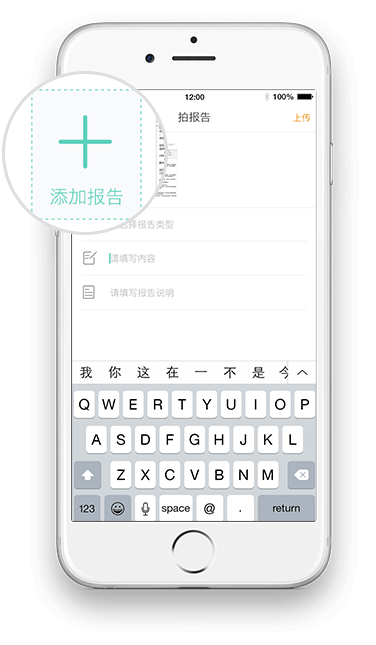 12:00
100%
拍报告
上传
添加报告
选择报告类型
请填写内容
请填写报告说明
我 你 这 在 一 不 是 今
Q W E R T Y U I O P
A S D F G H J K L
Z X C V B N M
123 space @ . return